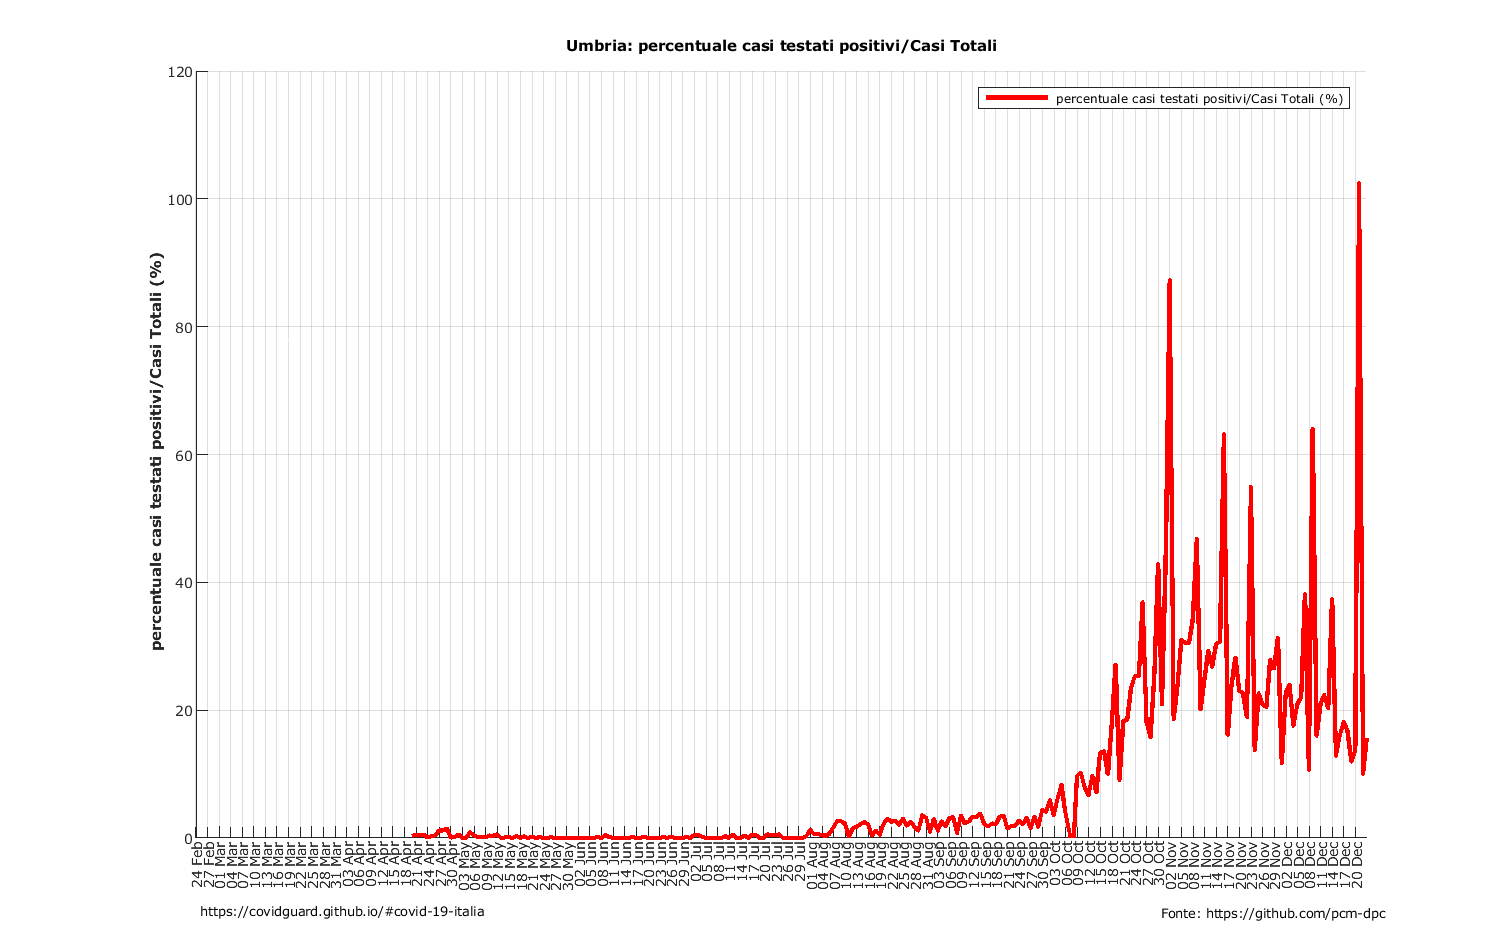 Umbria: percentuale casi testati positivi/Casi Totali
percentuale casi testati positivi/Casi Totali (%)
percentuale casi testati positivi/Casi Totali (%)
120
100
80
60
40
20
0
24 Feb
27 Feb
01 Mar
04 Mar
07 Mar
10 Mar
13 Mar
16 Mar
19 Mar
22 Mar
25 Mar
28 Mar
31 Mar
03 Apr
06 Apr
09 Apr
12 Apr
15 Apr
18 Apr
21 Apr
24 Apr
27 Apr
30 Apr
03 May
06 May
09 May
12 May
15 May
18 May
21 May
24 May
27 May
30 May
02 Jun
05 Jun
08 Jun
11 Jun
14 Jun
17 Jun
20 Jun
23 Jun
26 Jun
29 Jun
02 Jul
05 Jul
08 Jul
11 Jul
14 Jul
17 Jul
20 Jul
23 Jul
26 Jul
29 Jul
01 Aug
04 Aug
07 Aug
10 Aug
13 Aug
16 Aug
19 Aug
22 Aug
25 Aug
28 Aug
31 Aug
03 Sep
06 Sep
09 Sep
12 Sep
15 Sep
18 Sep
21 Sep
24 Sep
27 Sep
30 Sep
03 Oct
06 Oct
09 Oct
12 Oct
15 Oct
18 Oct
21 Oct
24 Oct
27 Oct
30 Oct
02 Nov
05 Nov
08 Nov
11 Nov
14 Nov
17 Nov
20 Nov
23 Nov
26 Nov
29 Nov
02 Dec
05 Dec
08 Dec
11 Dec
14 Dec
17 Dec
20 Dec
https://covidguard.github.io/#covid-19-italia
Fonte: https://github.com/pcm-dpc